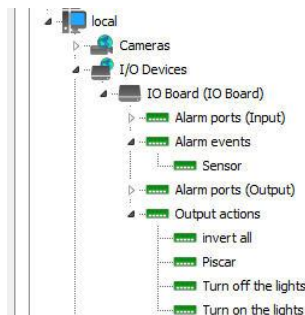 local
Cameras
I/O Devices
IO Board (IO Board)
Alarm ports (Input)
Alarm events
Sensor
Alarm ports (Output)
Output actions
invert all
Piscar
Turn off the lights
Turn on the lights